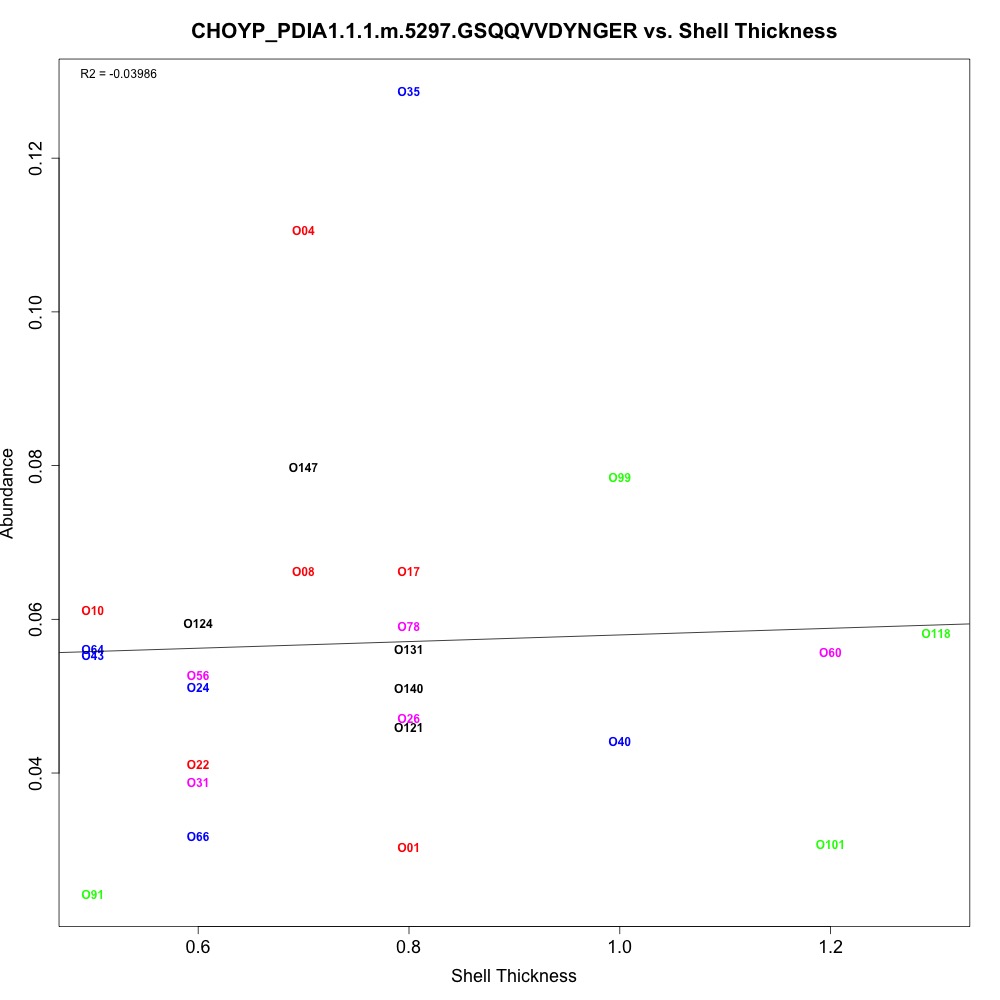 CHOYP_PDIA1.1.1.m.5297.GSQQVVDYNGER vs. Shell Thickness
R2 = -0.03986
O35
0.12
O04
0.10
O147
0.08
O99
O08
O17
O10
0.06
O124
O78
O118
O64
O131
O43
O60
O56
O24
O140
O26
O121
O40
O22
0.04
O31
O66
O01
O101
O91
Abundance
0.6 0.8 1.0 1.2
Shell Thickness